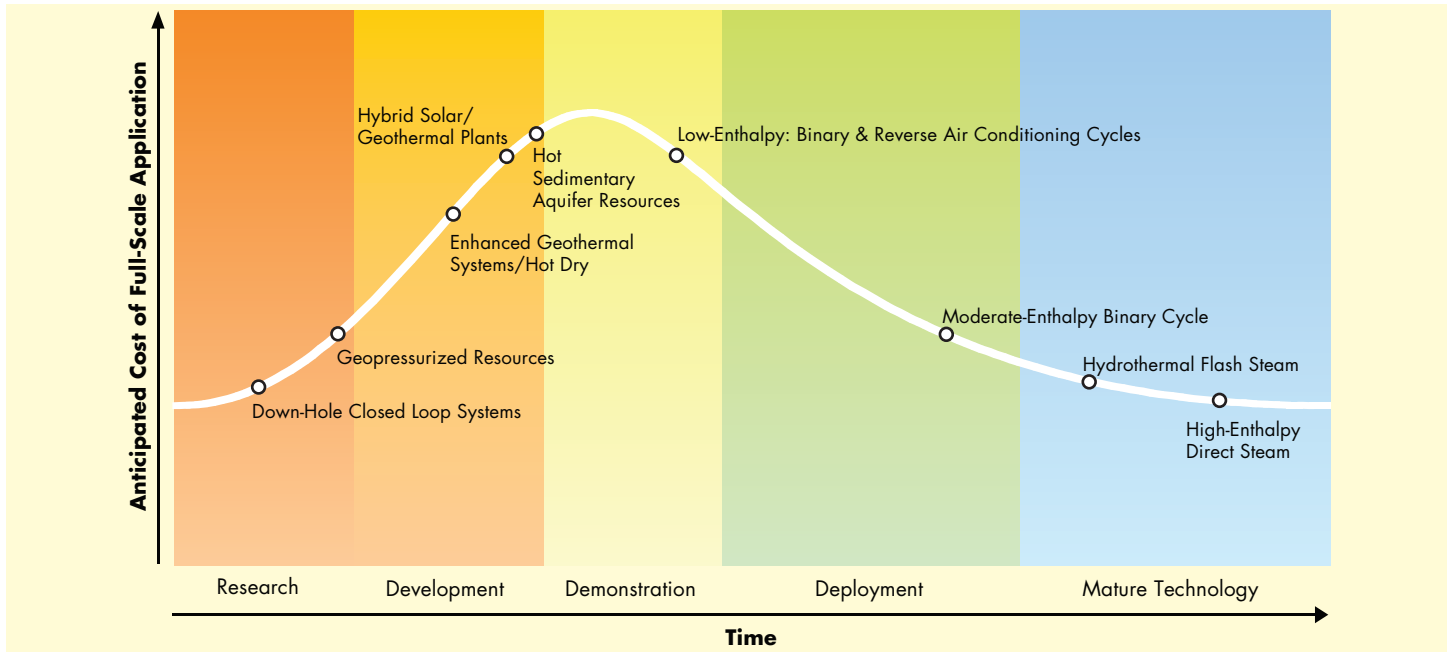 Anticipated Cost of Full-Scale Application
Hybrid Solar/
Geothermal Plants
Hot
Sedimentary
Aquifer Resources
Low-Enthalpy: Binary & Reverse Air Conditioning Cycles
Enhanced Geothermal
Systems/Hot Dry
Moderate-Enthalpy Binary Cycle
Geopressurized Resources
Hydrothermal Flash Steam
Down-Hole Closed Loop Systems
High-Enthalpy
Direct Steam
Research
Development
Demonstration
Deployment
Mature Technology
Time